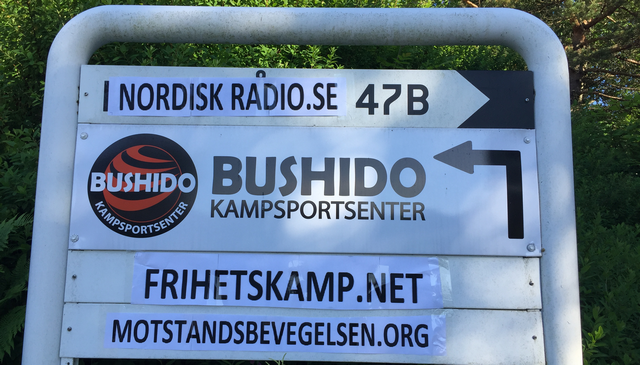 NORDISK RADIO.SE 47B
BUSHIDO
KAMPSPORTSENTER
BUSHIDO
KAMPSPORTSENTER
FRIHETSKAMP.NET
MOTSTANDSBEVEGELSEN.ORG